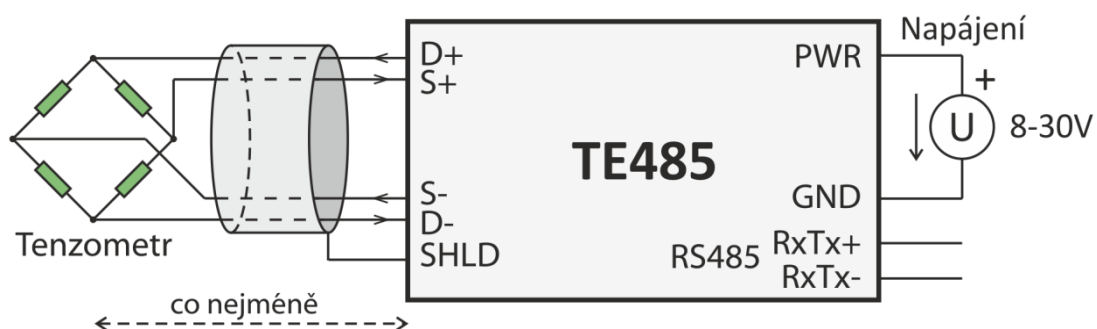 Napájení
D+
S+
PWR
+
U
8-30V
TE485
S-
D-
SHLD
GND
RS485
RxTx+
RxTx-
Tenzometr
co nejméně